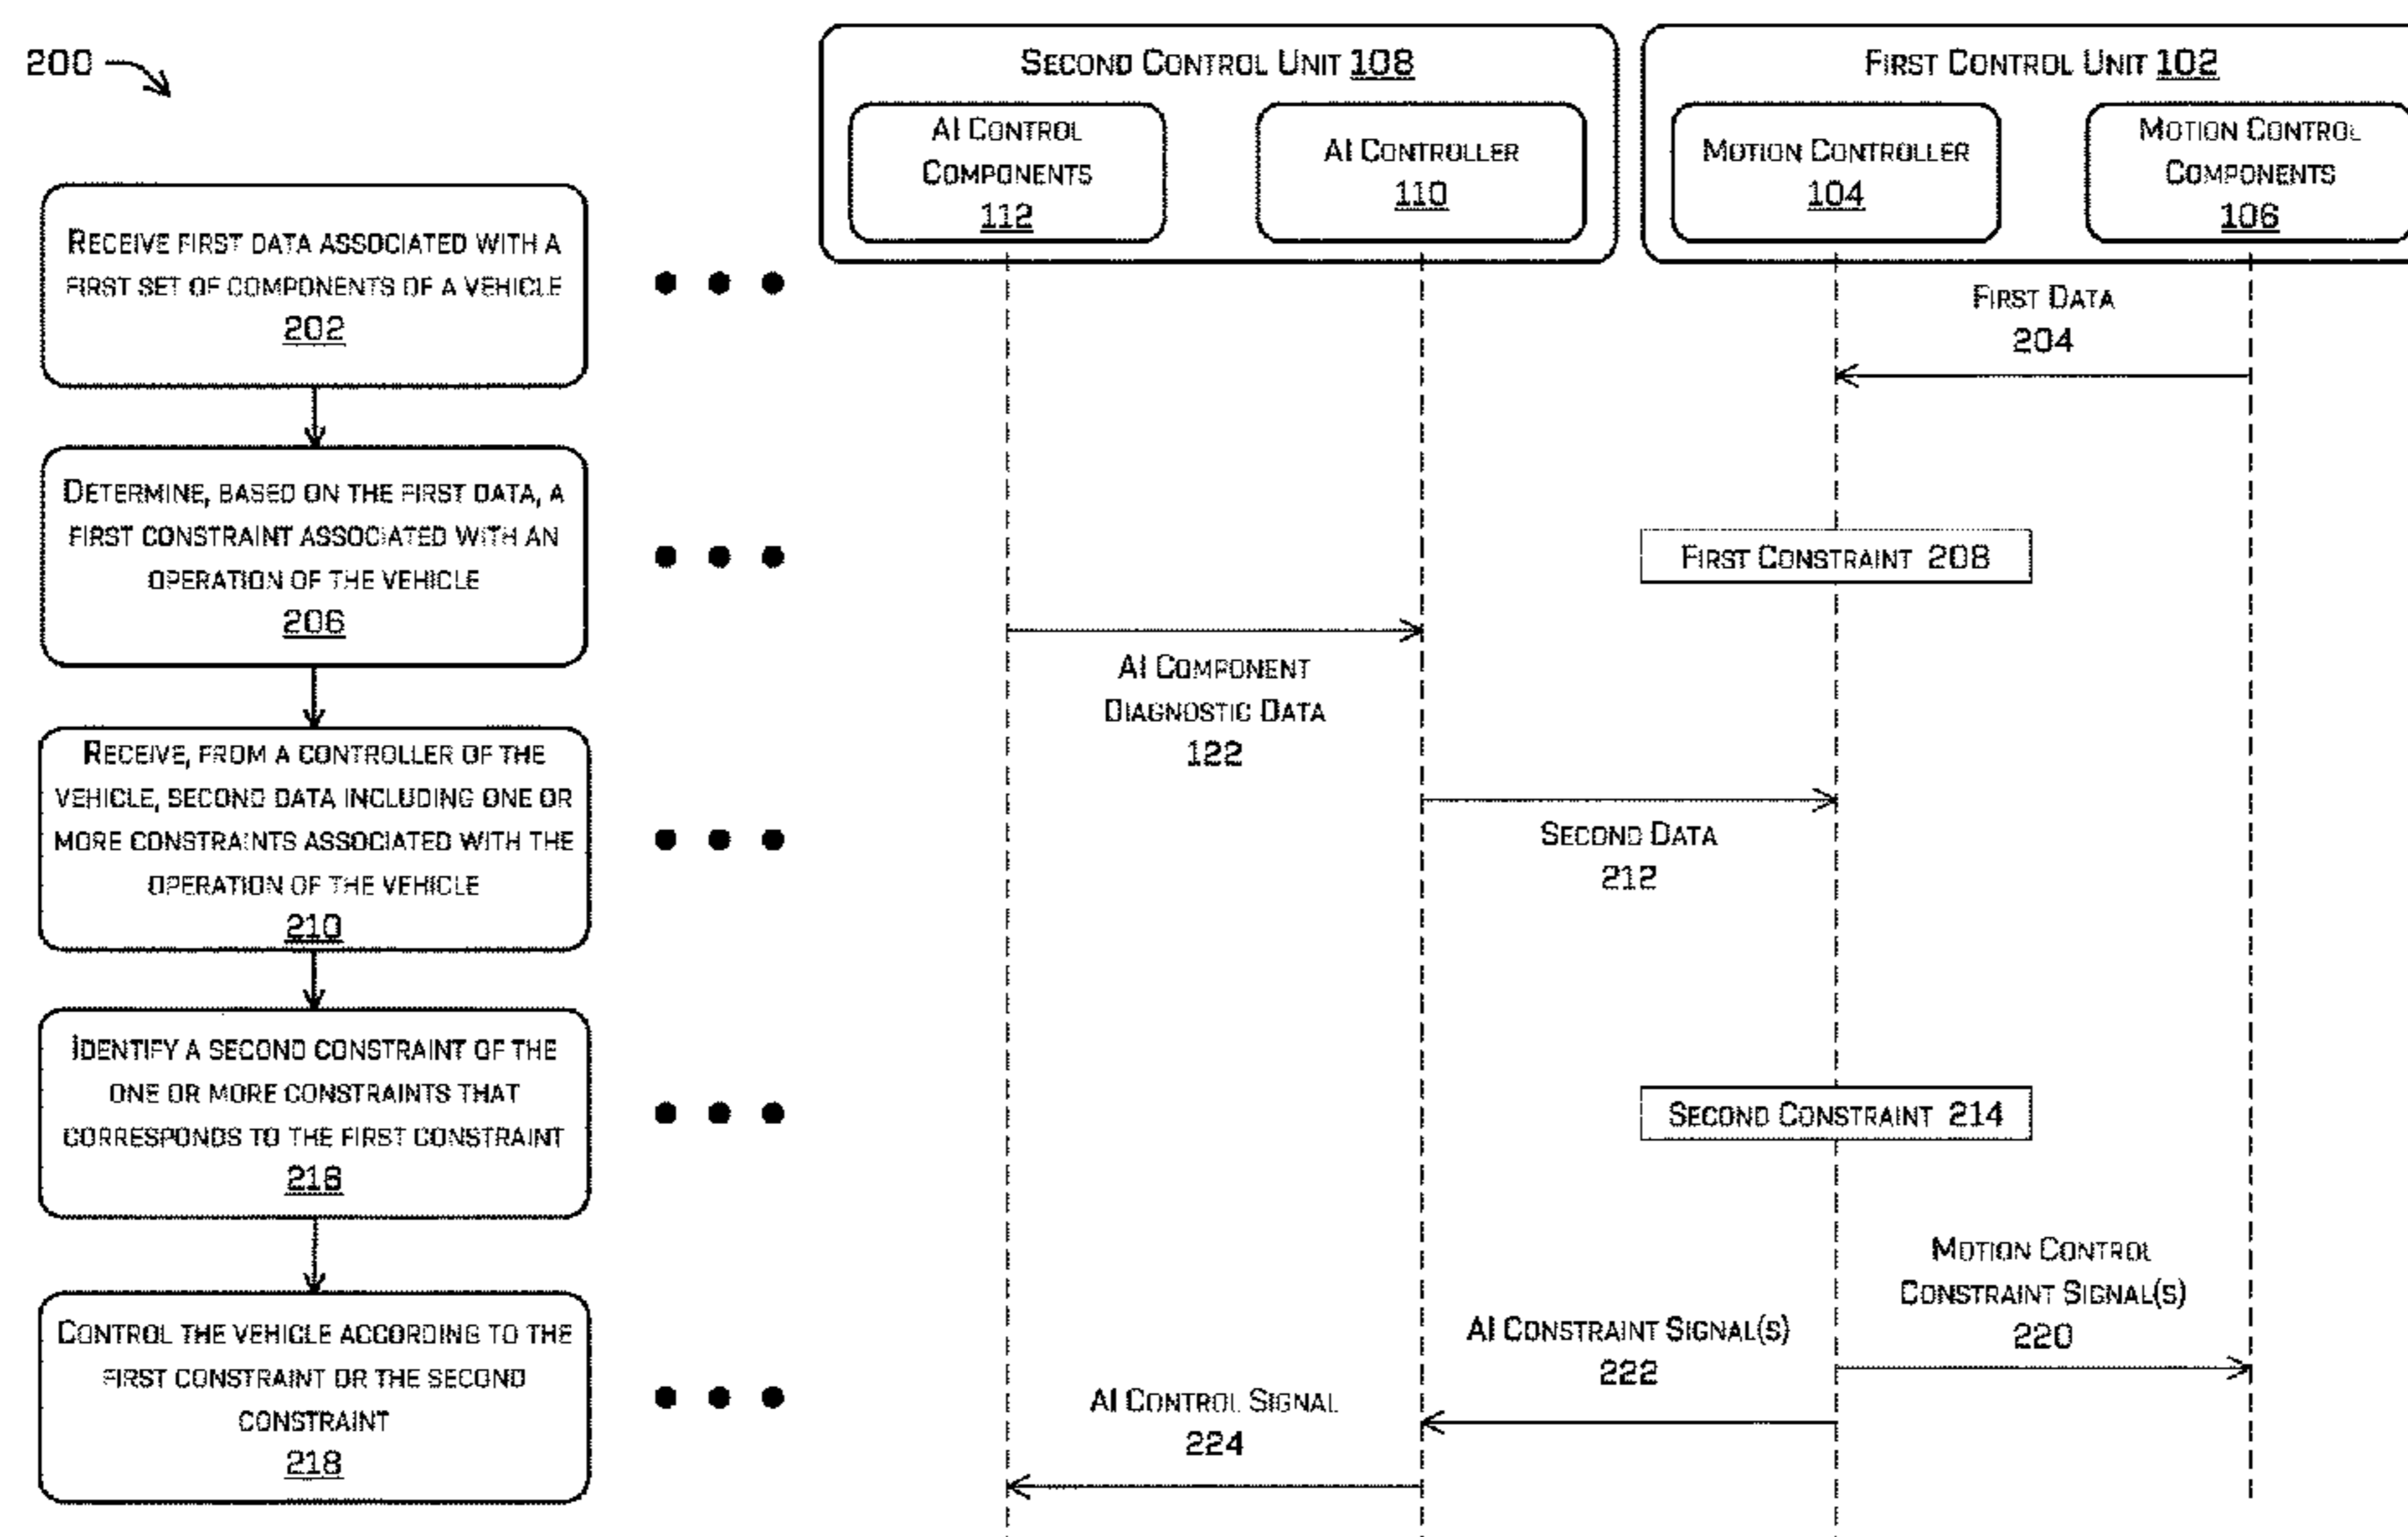 200
SECOND CONTROL UNIT 108
AI CONTROL
COMPONENTS
112
AI CONTROLLER
110
FIRST CONTROL UNIT 102
MOTION CONTROLLER
104
MOTION CONTROL
COMPONENTS
106
RECEIVE FIRST DATA ASSOCIATED WITH A
FIRST SET OF COMPONENTS OF A VEHICLE
202
FIRST DATA
204
DETERMINE, BASED ON THE FIRST DATA, A
FIRST CONSTRAINT ASSOCIATED WITH AN
OPERATION OF THE VEHICLE
206
FIRST CONSTRAINT 208
AI COMPONENT
DIAGNOSTIC DATA
122
RECEIVE, FROM A CONTROLLER OF THE
VEHICLE, SECOND DATA INCLUDING ONE OR
MORE CONSTRAINTS ASSOCIATED WITH THE
OPERATION OF THE VEHICLE
210
SECOND DATA
212
IDENTIFY A SECOND CONSTRAINT OF THE
ONE OR MORE CONSTRAINTS THAT
CORRESPONDS TO THE FIRST CONSTRAINT
216
SECOND CONSTRAINT 214
CONTROL THE VEHICLE ACCORDING TO THE
FIRST CONSTRAINT OR THE SECOND
CONSTRAINT
218
MOTION CONTROL
CONSTRAINT SIGNAL(S)
220
AI CONSTRAINT SIGNAL(S)
222
AI CONTROL SIGNAL
224